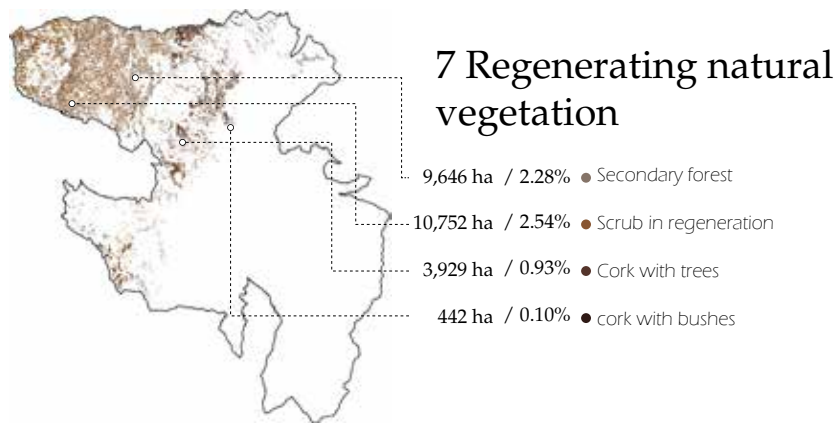 7 Regenerating natural
vegetation
9,646 ha / 2.28% Secondary forest
10,752 ha / 2.54% Scrub in regeneration
3,929 ha / 0.93% Cork with trees
442 ha / 0.10% cork with bushes